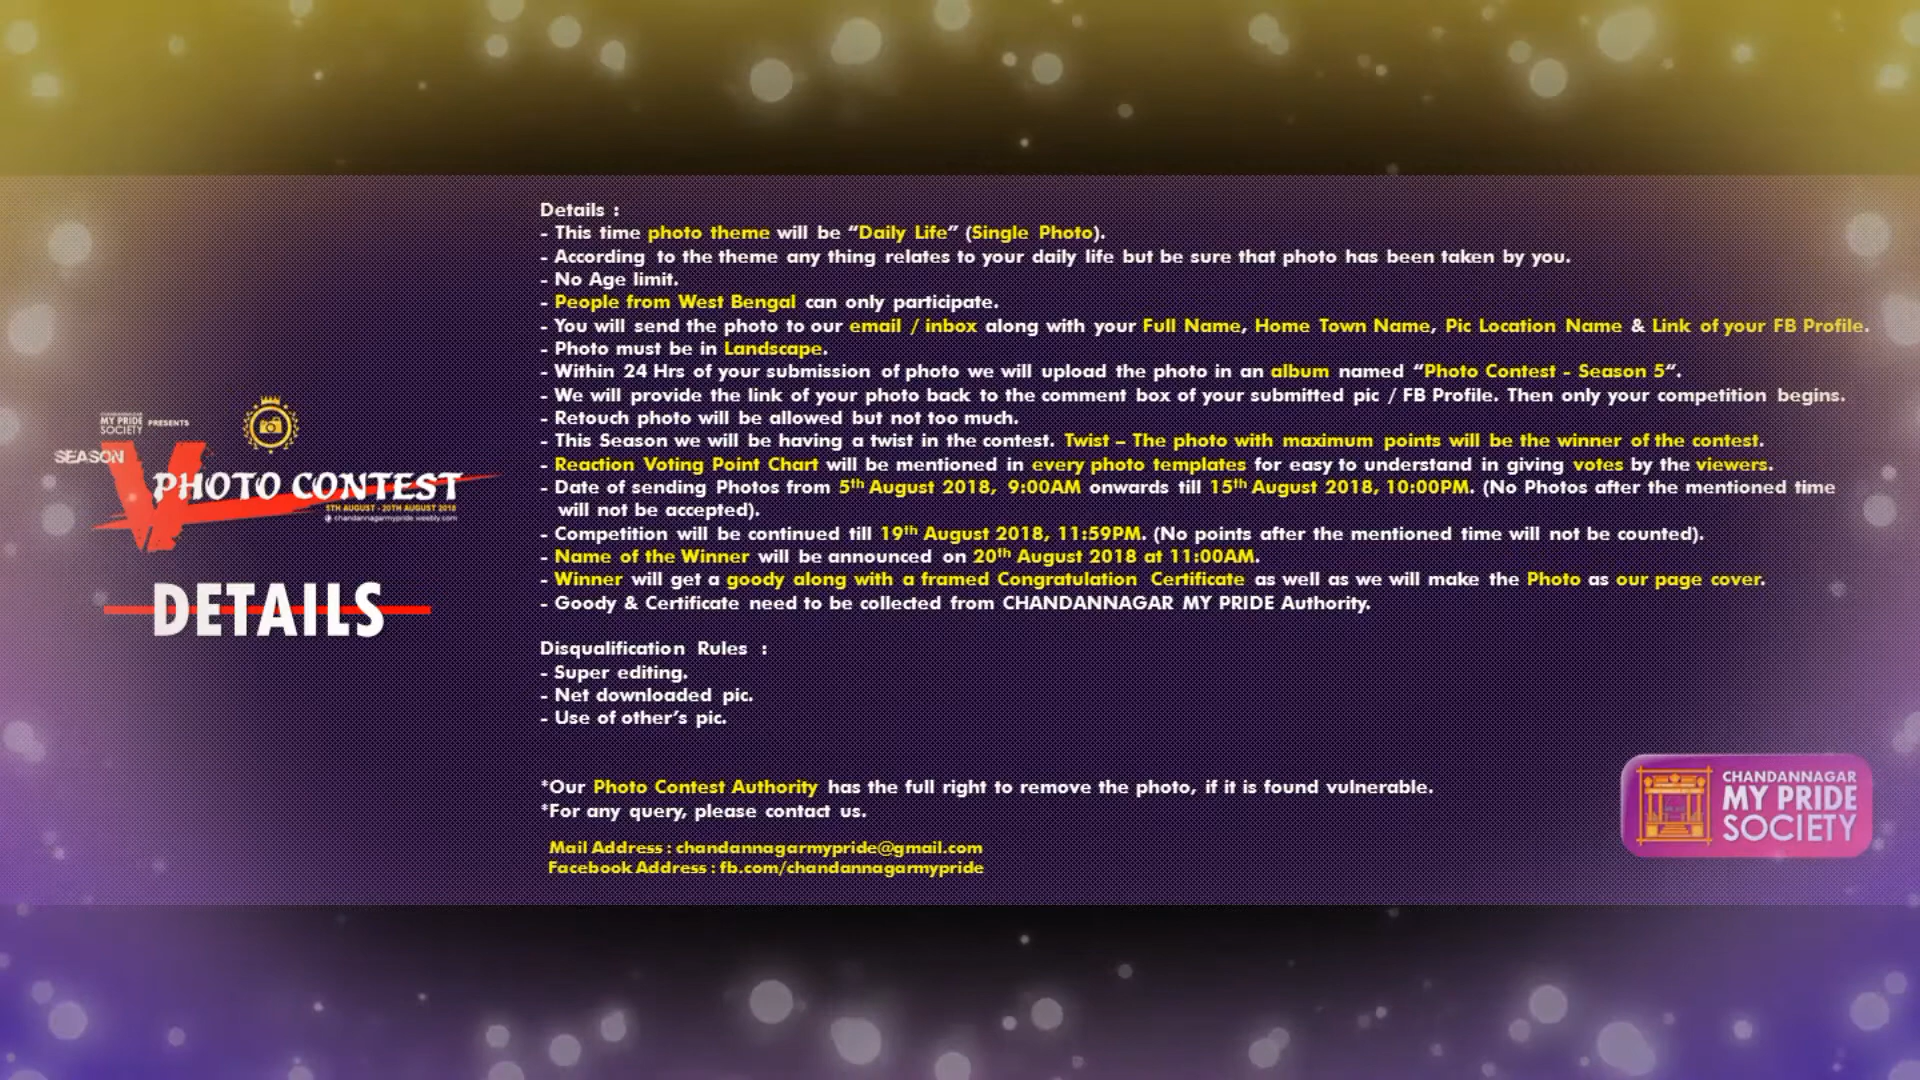 CHANDANNAGAR
MY PRIDE
SOCIETY
PRESENTS
SEASON
V
PHOTO CONTEST
5TH AUGUST - 20TH AUGUST 2018
chandannagarmypride.weebly.com
DETAILS
Details :
- This time photo theme will be “Daily Life” (Single Photo).
- According to the theme any thing relates to your daily life but be sure that photo has been taken by you.
- No Age limit.
- People from West Bengal can only participate.
- You will send the photo to our email / inbox along with your Full Name, Home Town Name, Pic Location Name & Link of your FB Profile.
- Photo must be in Landscape.
- Within 24 Hrs of your submission of photo we will upload the photo in an album named “Photo Contest - Season 5“.
- We will provide the link of your photo back to the comment box of your submitted pic / FB Profile. Then only your competition begins.
- Retouch photo will be allowed but not too much.
- This Season we will be having a twist in the contest. Twist – The photo with maximum points will be the winner of the contest.
- Reaction Voting Point Chart will be mentioned in every photo templates for easy to understand in giving votes by the viewers.
- Date of sending Photos from 5th August 2018, 9:00AM onwards till 15th August 2018, 10:00PM. (No Photos after the mentioned time
will not be accepted).
- Competition will be continued till 19th August 2018, 11:59PM. (No points after the mentioned time will not be counted).
- Name of the Winner will be announced on 20th August 2018 at 11:00AM.
- Winner will get a goody along with a framed Congratulation Certificate as well as we will make the Photo as our page cover.
- Goody & Certificate need to be collected from CHANDANNAGAR MY PRIDE Authority.
Disqualification Rules :
- Super editing.
- Net downloaded pic.
- Use of other’s pic.
*Our Photo Contest Authority has the full right to remove the photo, if it is found vulnerable.
*For any query, please contact us.
Mail Address : chandannagarmypride@gmail.com
Facebook Address : fb.com/chandannagarmypride
CHANDANNAGAR
MY PRIDE
SOCIETY